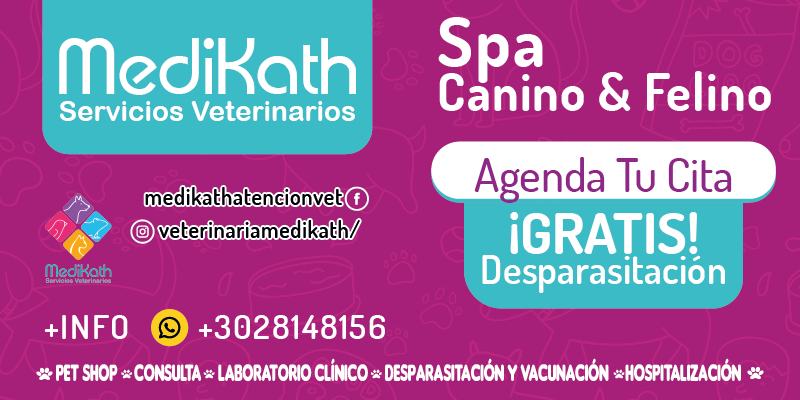 MediKath
Servicios Veterinarios
Spa
Canino & Felino
Agenda Tu Cita
¡GRATIS!
Desparasitación
medikathatencionvet
veterinariamedikath/
MediKath
Servicios Veterinarios
+INFO +3028148156
PET SHOP CONSULTA LABORATORIO CLÍNICO DESPARASITACIÓN Y VACUNACIÓN HOSPITALIZACIÓN
DOG